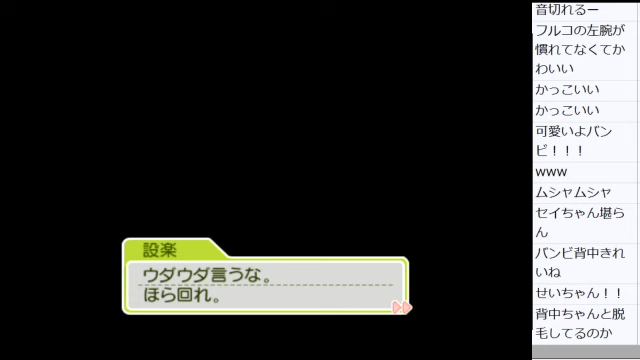 設楽
ウダウダ言うな。
ほら回れ。
音切れるー
フルコの左腕が
慣れてなくてか
わいい
かっこいい
かっこいい
可愛いよバン
ビ！！！
www
ムシャムシャ
セイちゃん堪ら
ん
バンビ背中きれ
いね
せいちゃん！！
背中ちゃんと脱
毛してるのか